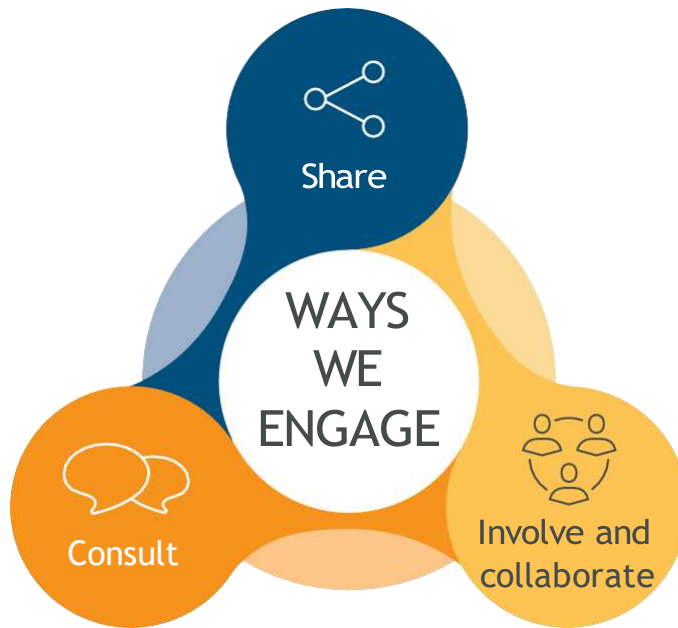 Share
WAYS
WE
ENGAGE
Consult
Involve and
collaborate